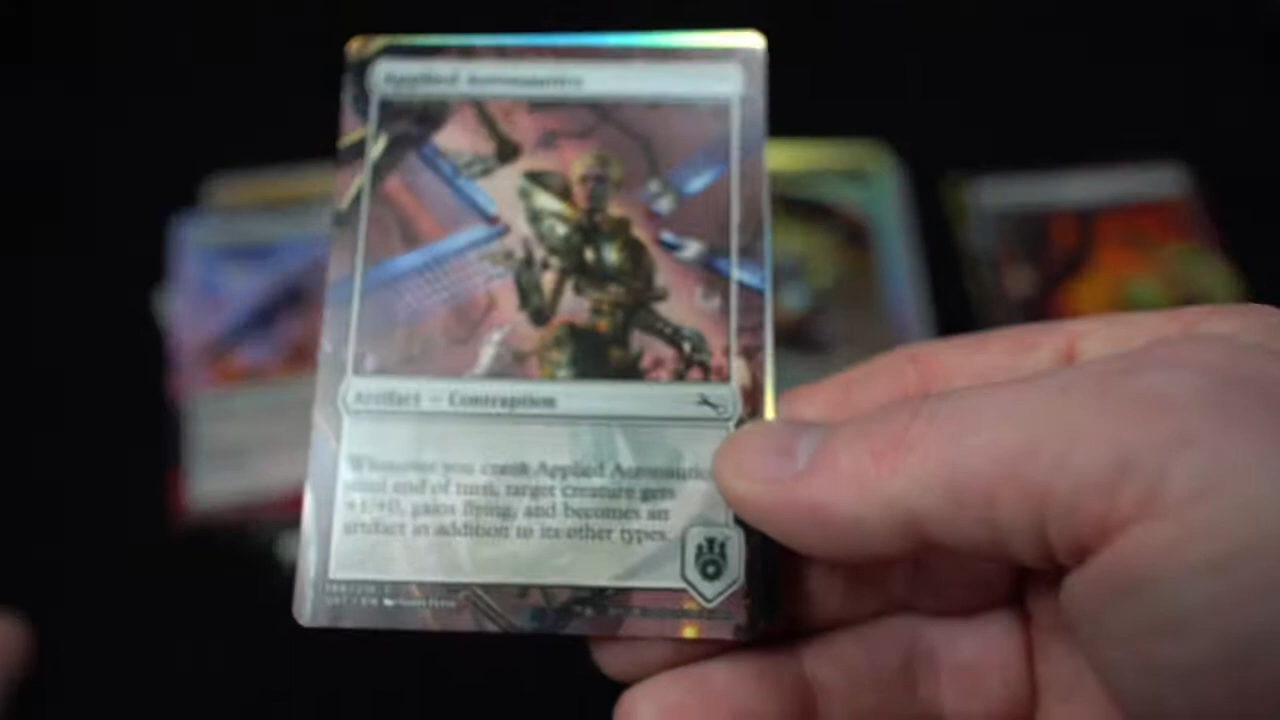 Applied Aeronautics
Artifact — Contraption
Whenever you crank Applied Aeronautics,
until end of turn, target creature gets
+1/+0, gains flying, and becomes an
artifact in addition to its other types.